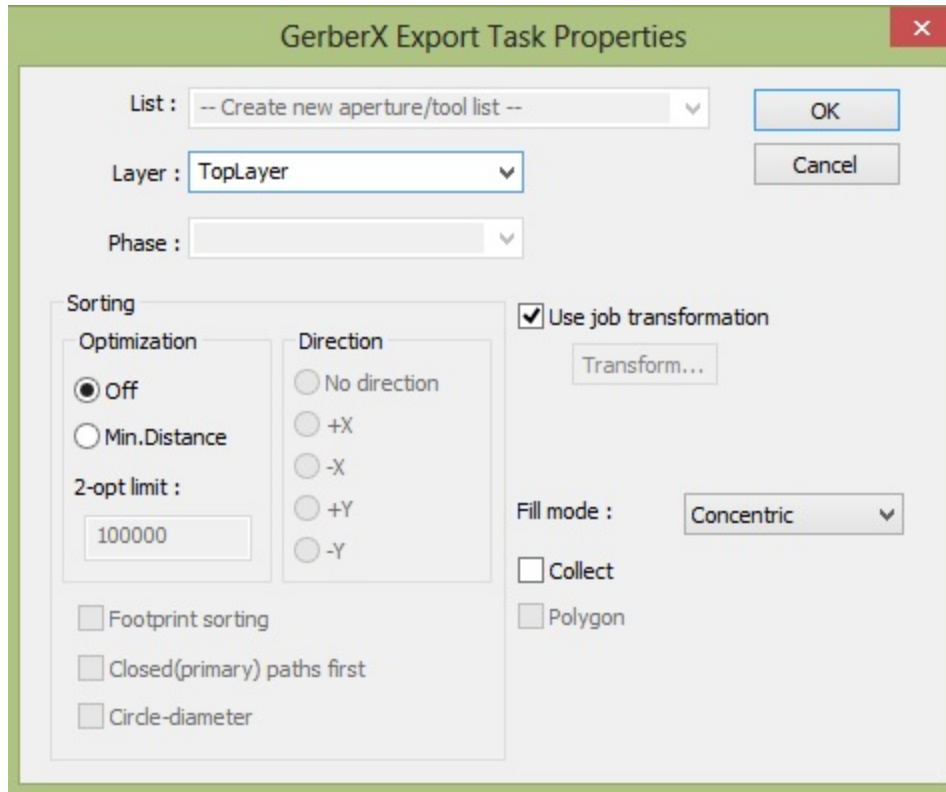 GerberX Export Task Properties
List : -- Create new aperture/tool list --
OK
Layer : TopLayer
Cancel
Phase :
Sorting
Optimization
Off
Min.Distance
2-opt limit :
100000
Direction
No direction
+X
-X
+Y
-Y
Footprint sorting
Closed(primary) paths first
Circle-diameter
Use job transformation
Transform...
Fill mode : Concentric
Collect
Polygon